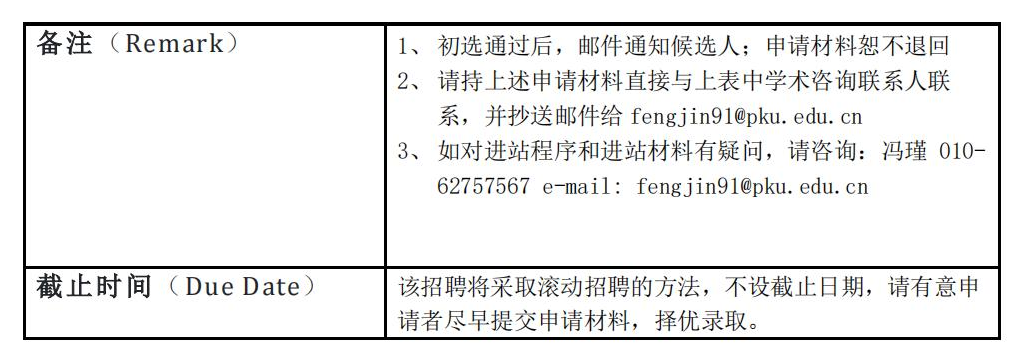 备注（Remark）
1、 初选通过后，邮件通知候选人；申请材料恕不退回
2、 请持上述申请材料直接与上表中学术咨询联系人联
系，并抄送邮件给 fengjin91@pku.edu.cn
3、 如对进站程序和进站材料有疑问，请咨询：冯瑾 010-
62757567 e-mail: fengjin91@pku.edu.cn
截止时间（Due Date）
该招聘将采取滚动招聘的方法，不设截止日期，请有意申
请者尽早提交申请材料，择优录取。